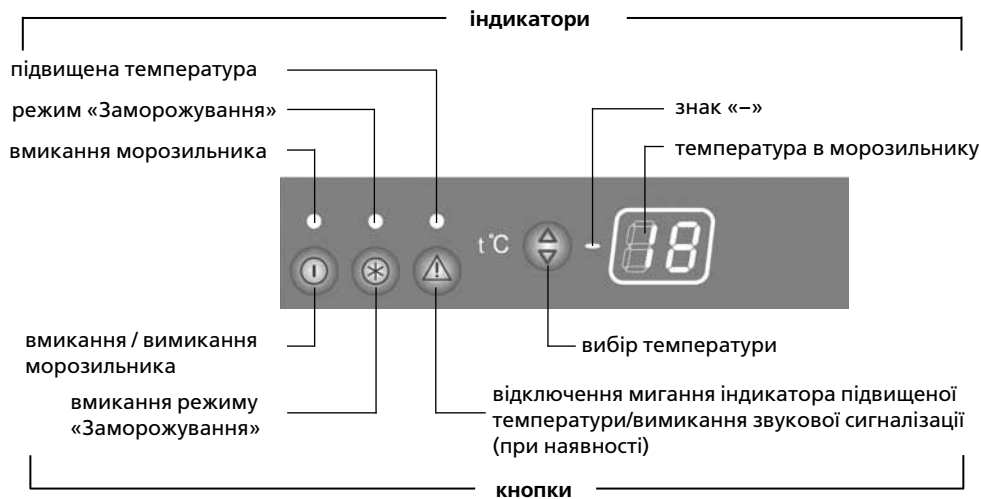 індикатори
підвищена температура
режим «Заморожування»
вмикання морозильника
знак «–»
температура в морозильнику
t°C
18
вмикання / вимикання
морозильника
вмикання режиму
«Заморожування»
вибір температури
відключення мигання індикатора підвищеної
температури/вимикання звукової сигналізації
(при наявності)
кнопки